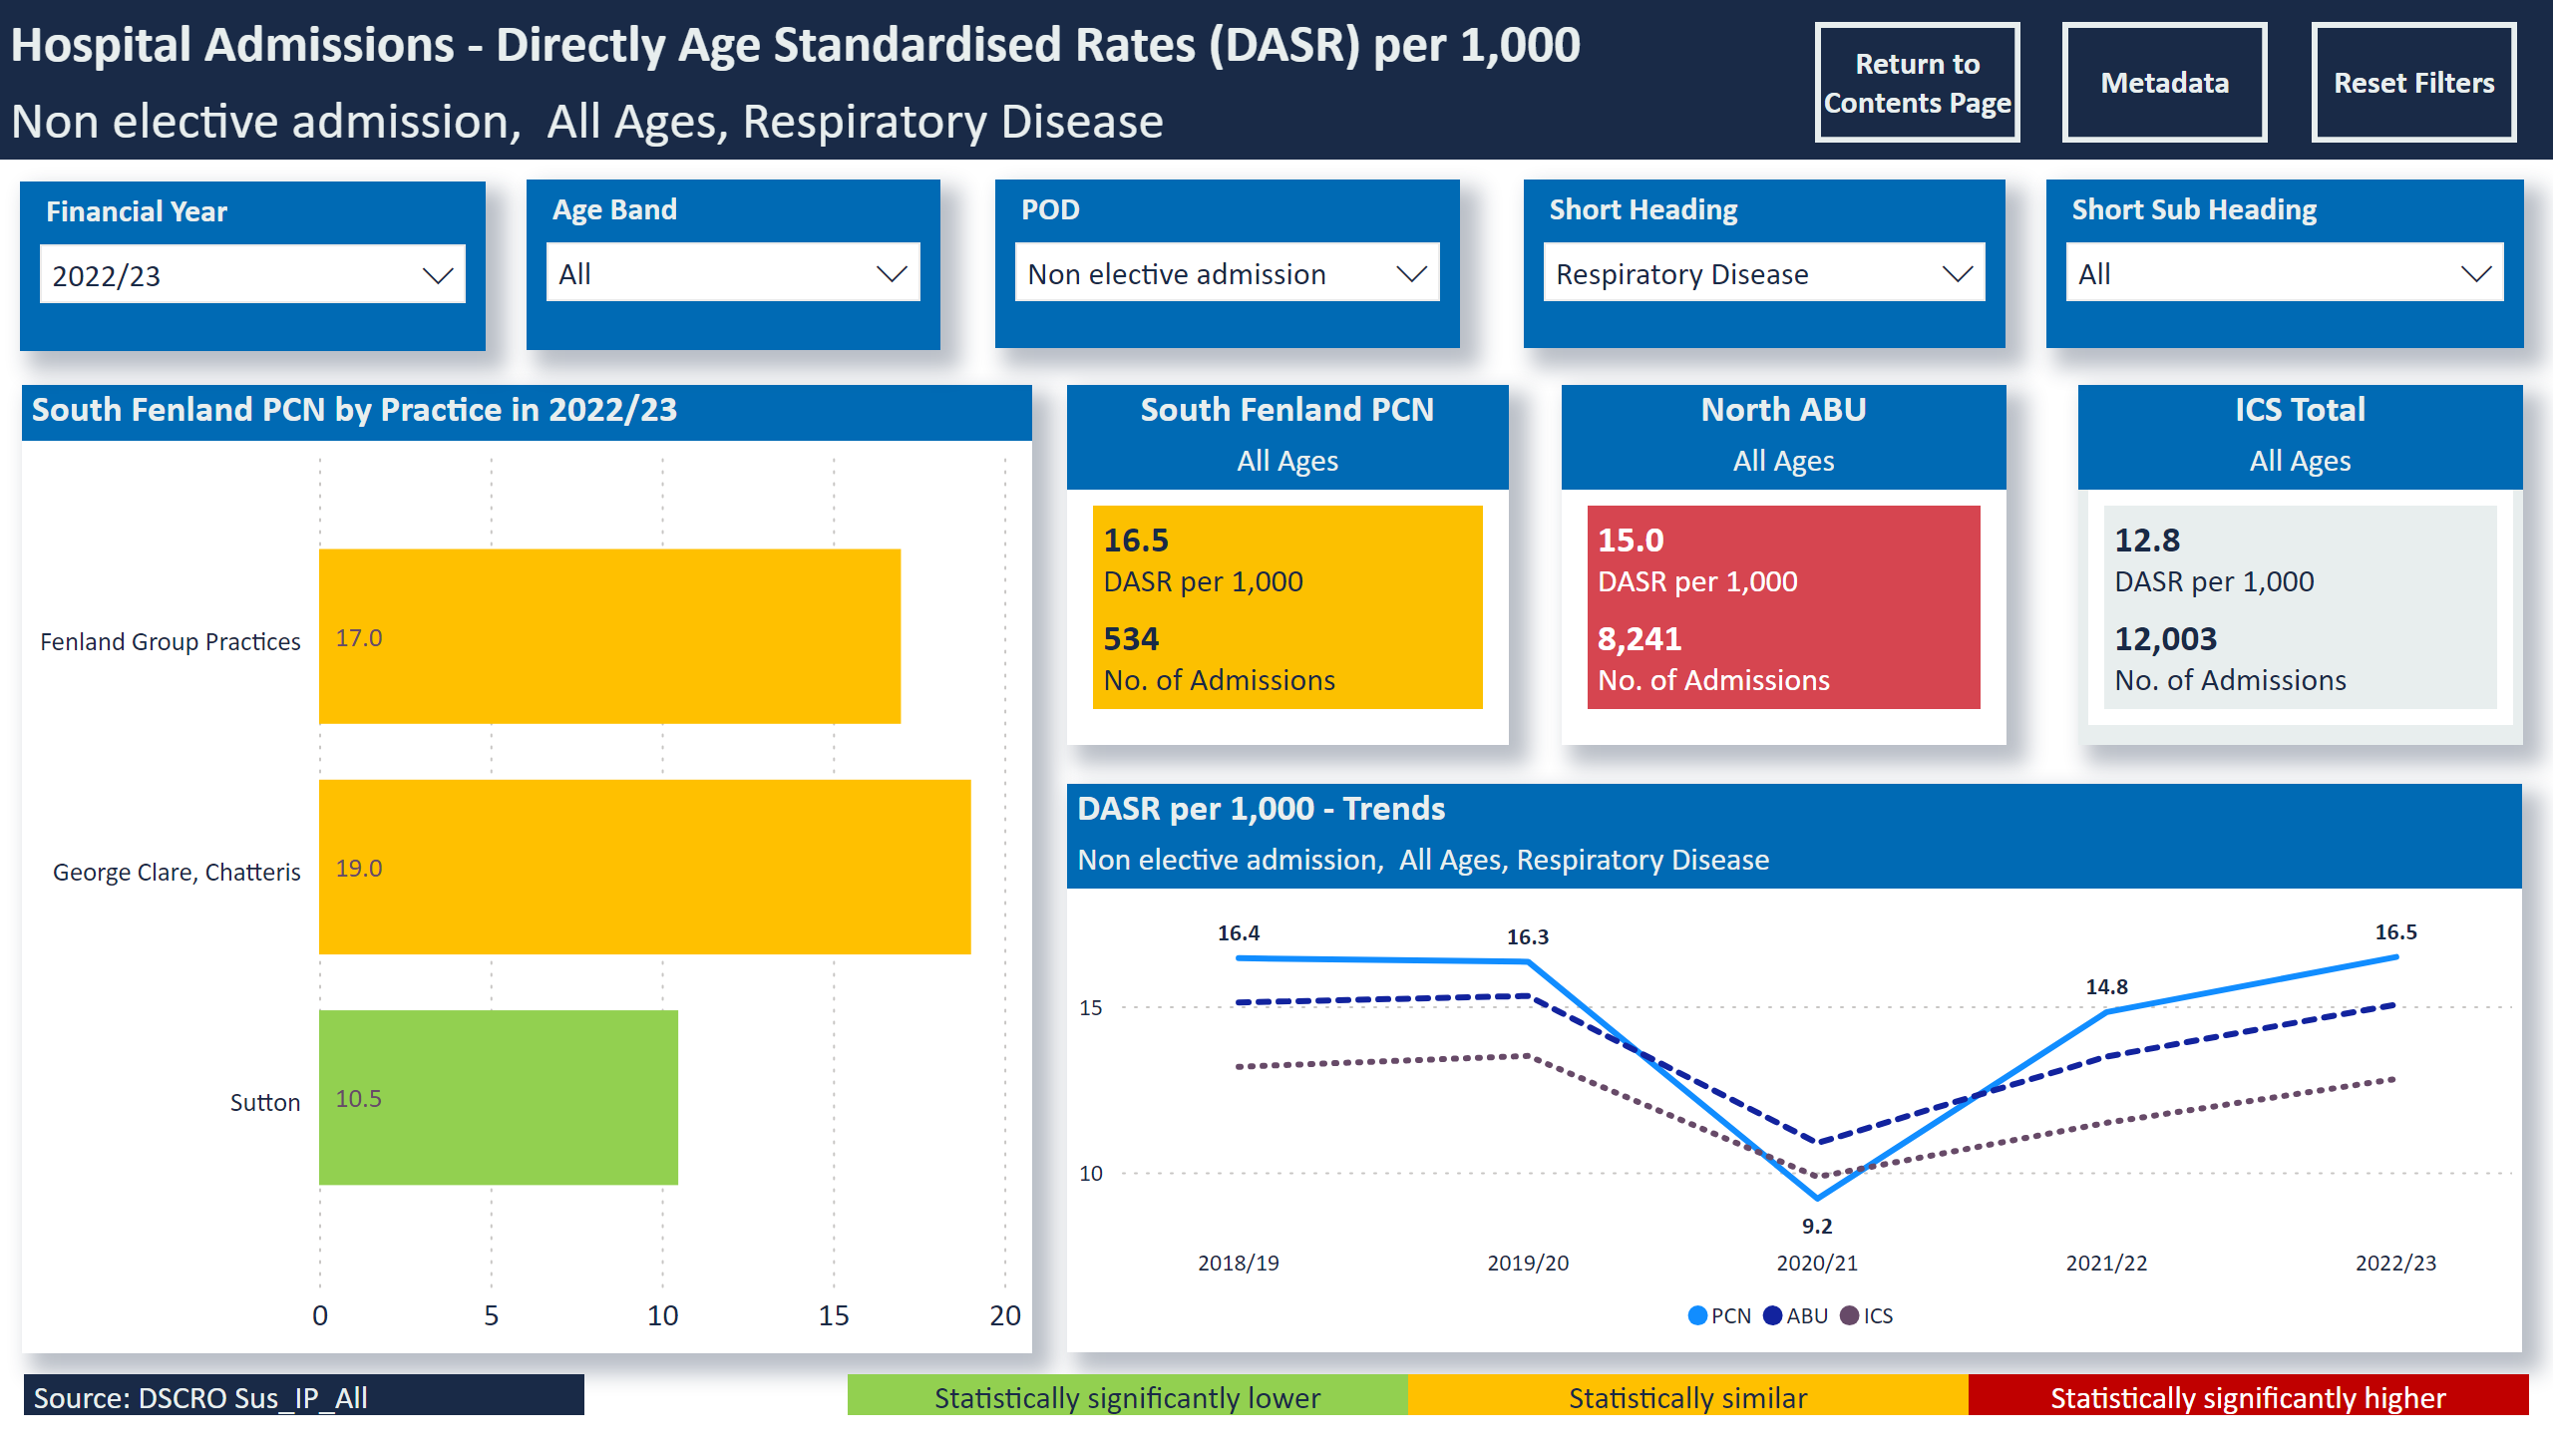 Hospital Admissions - Directly Age Standardised Rates (DASR) per 1,000
Non elective admission,  All Ages, Respiratory Disease
Return to
Contents Page
Metadata
Reset Filters
Financial Year
2022/23
Age Band
All
POD
Non elective admission
Short Heading
Respiratory Disease
Short Sub Heading
All
South Fenland PCN by Practice in 2022/23
Fenland Group Practices
17.0
George Clare, Chatteris
19.0
Sutton
10.5
0 5 10 15 20
South Fenland PCN
All Ages
16.5
DASR per 1,000
534
No. of Admissions
North ABU
All Ages
15.0
DASR per 1,000
8,241
No. of Admissions
ICS Total
All Ages
12.8
DASR per 1,000
12,003
No. of Admissions
DASR per 1,000 - Trends
Non elective admission,  All Ages, Respiratory Disease
16.4 16.3 9.2 14.8 16.5
15
10
2018/19 2019/20 2020/21 2021/22 2022/23
PCN ABU ICS
Source: DSCRO Sus_IP_All
Statistically significantly lower
Statistically similar
Statistically significantly higher